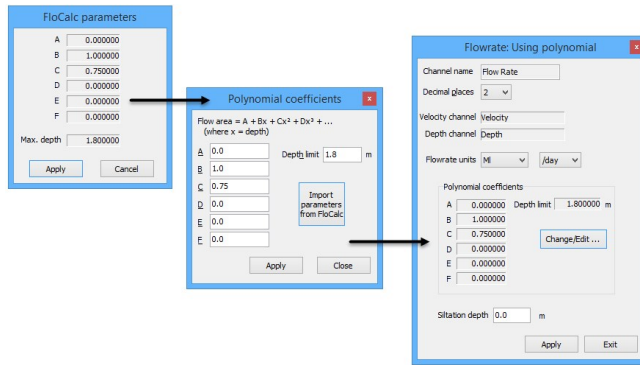 FloCalc parameters
A 0.000000
B 1.000000
C 0.750000
D 0.000000
E 0.000000
F 0.000000
Max. depth 1.800000
Apply Cancel
Polynomial coefficients x
Flow area = A + Bx + Cx² + Dx³ + ...
(where x = depth)
A 0.0 Depth limit 1.8 m
B 1.0
C 0.75
D 0.0
E 0.0
F 0.0
Import
parameters
from FloCalc
Apply Close
Flowrate: Using polynomial x
Channel name Flow Rate
Decimal places 2
Velocity channel Velocity
Depth channel Depth
Flowrate units Ml /day
Polynomial coefficients
A 0.000000 Depth limit 1.800000 m
B 1.000000
C 0.750000 Change/Edit ...
D 0.000000
E 0.000000
F 0.000000
Siltation depth 0.0 m
Apply Exit